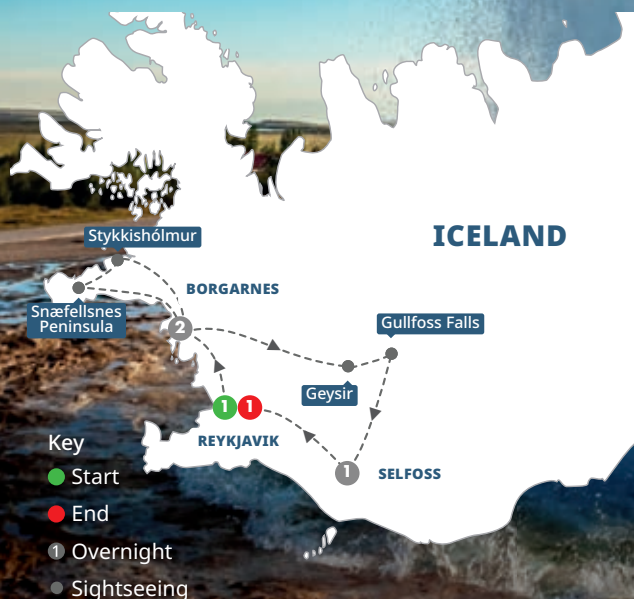 Stykkishólmur
ICELAND
BORGARNES
Snæfellsnes
Peninsula
2
Gullfoss Falls
Geysir
1 1
REYKJAVIK
1
SELFOSS
Key
Start
End
1 Overnight
Sightseeing